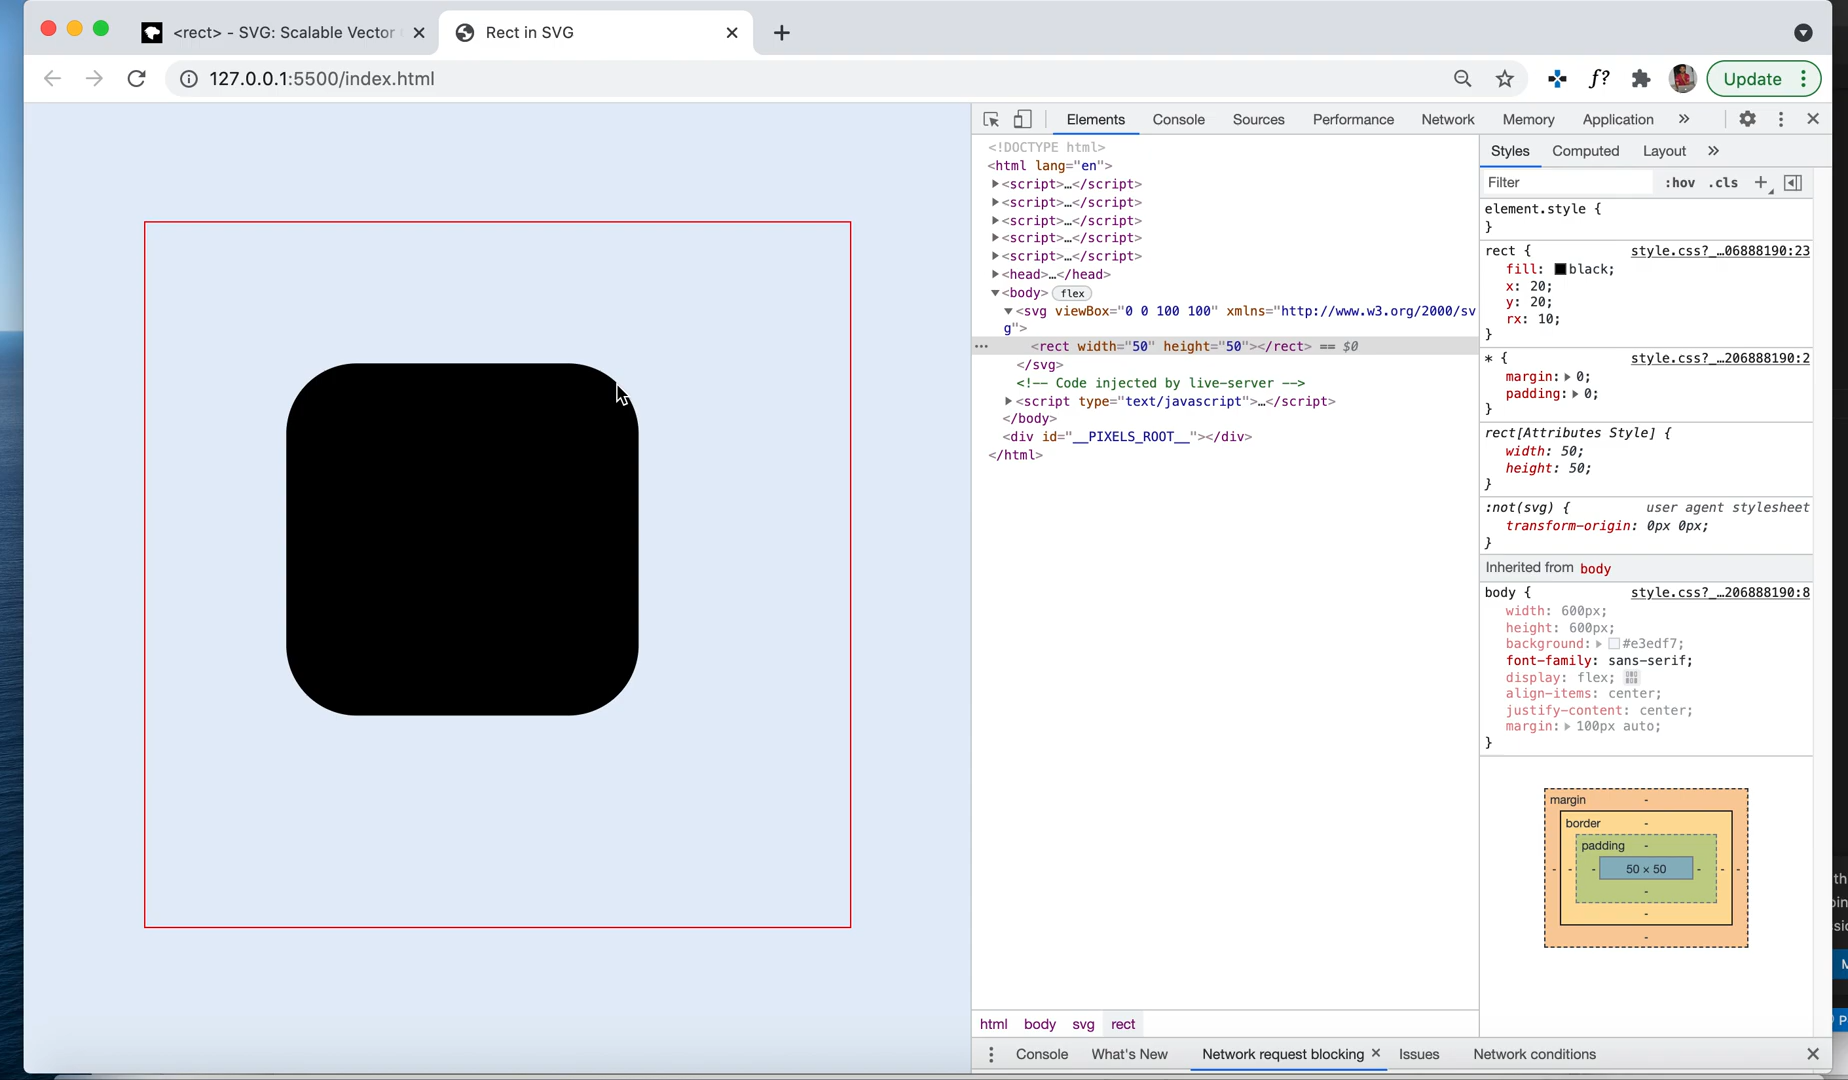 <rect> - SVG: Scalable Vector
Rect in SVG
127.0.0.1:5500/index.html
f?
Update
Elements
Console
Sources
Performance
Network
Memory
Application
»
<!DOCTYPE html>
<html lang="en">
<script>…</script>
<script>…</script>
<script>…</script>
<script>…</script>
<script>…</script>
<head>…</head>
<body> flex
<svg viewBox="0 0 100 100" xmlns="http://www.w3.org/2000/sv
g">
<rect width="50" height="50"></rect> == $0
</svg>
<!-- Code injected by live-server -->
<script type="text/javascript">…</script>
</body>
<div id="__PIXELS_ROOT__"></div>
</html>
html body svg rect
Styles
Computed
Layout
»
Filter
:hov .cls +
element.style {
}
rect { style.css?_…06888190:23
fill: black;
x: 20;
y: 20;
rx: 10;
}
* { style.css?_…206888190:2
margin: 0;
padding: 0;
}
rect[Attributes Style] {
width: 50;
height: 50;
}
:not(svg) { user agent stylesheet
transform-origin: 0px 0px;
}
Inherited from body
body { style.css?_…206888190:8
width: 600px;
height: 600px;
background: #e3edf7;
font-family: sans-serif;
display: flex;
align-items: center;
justify-content: center;
margin: 100px auto;
}
margin -
border -
padding -
- - - 50 × 50 - - -
-
-
-
Console
What's New
Network request blocking
Issues
Network conditions